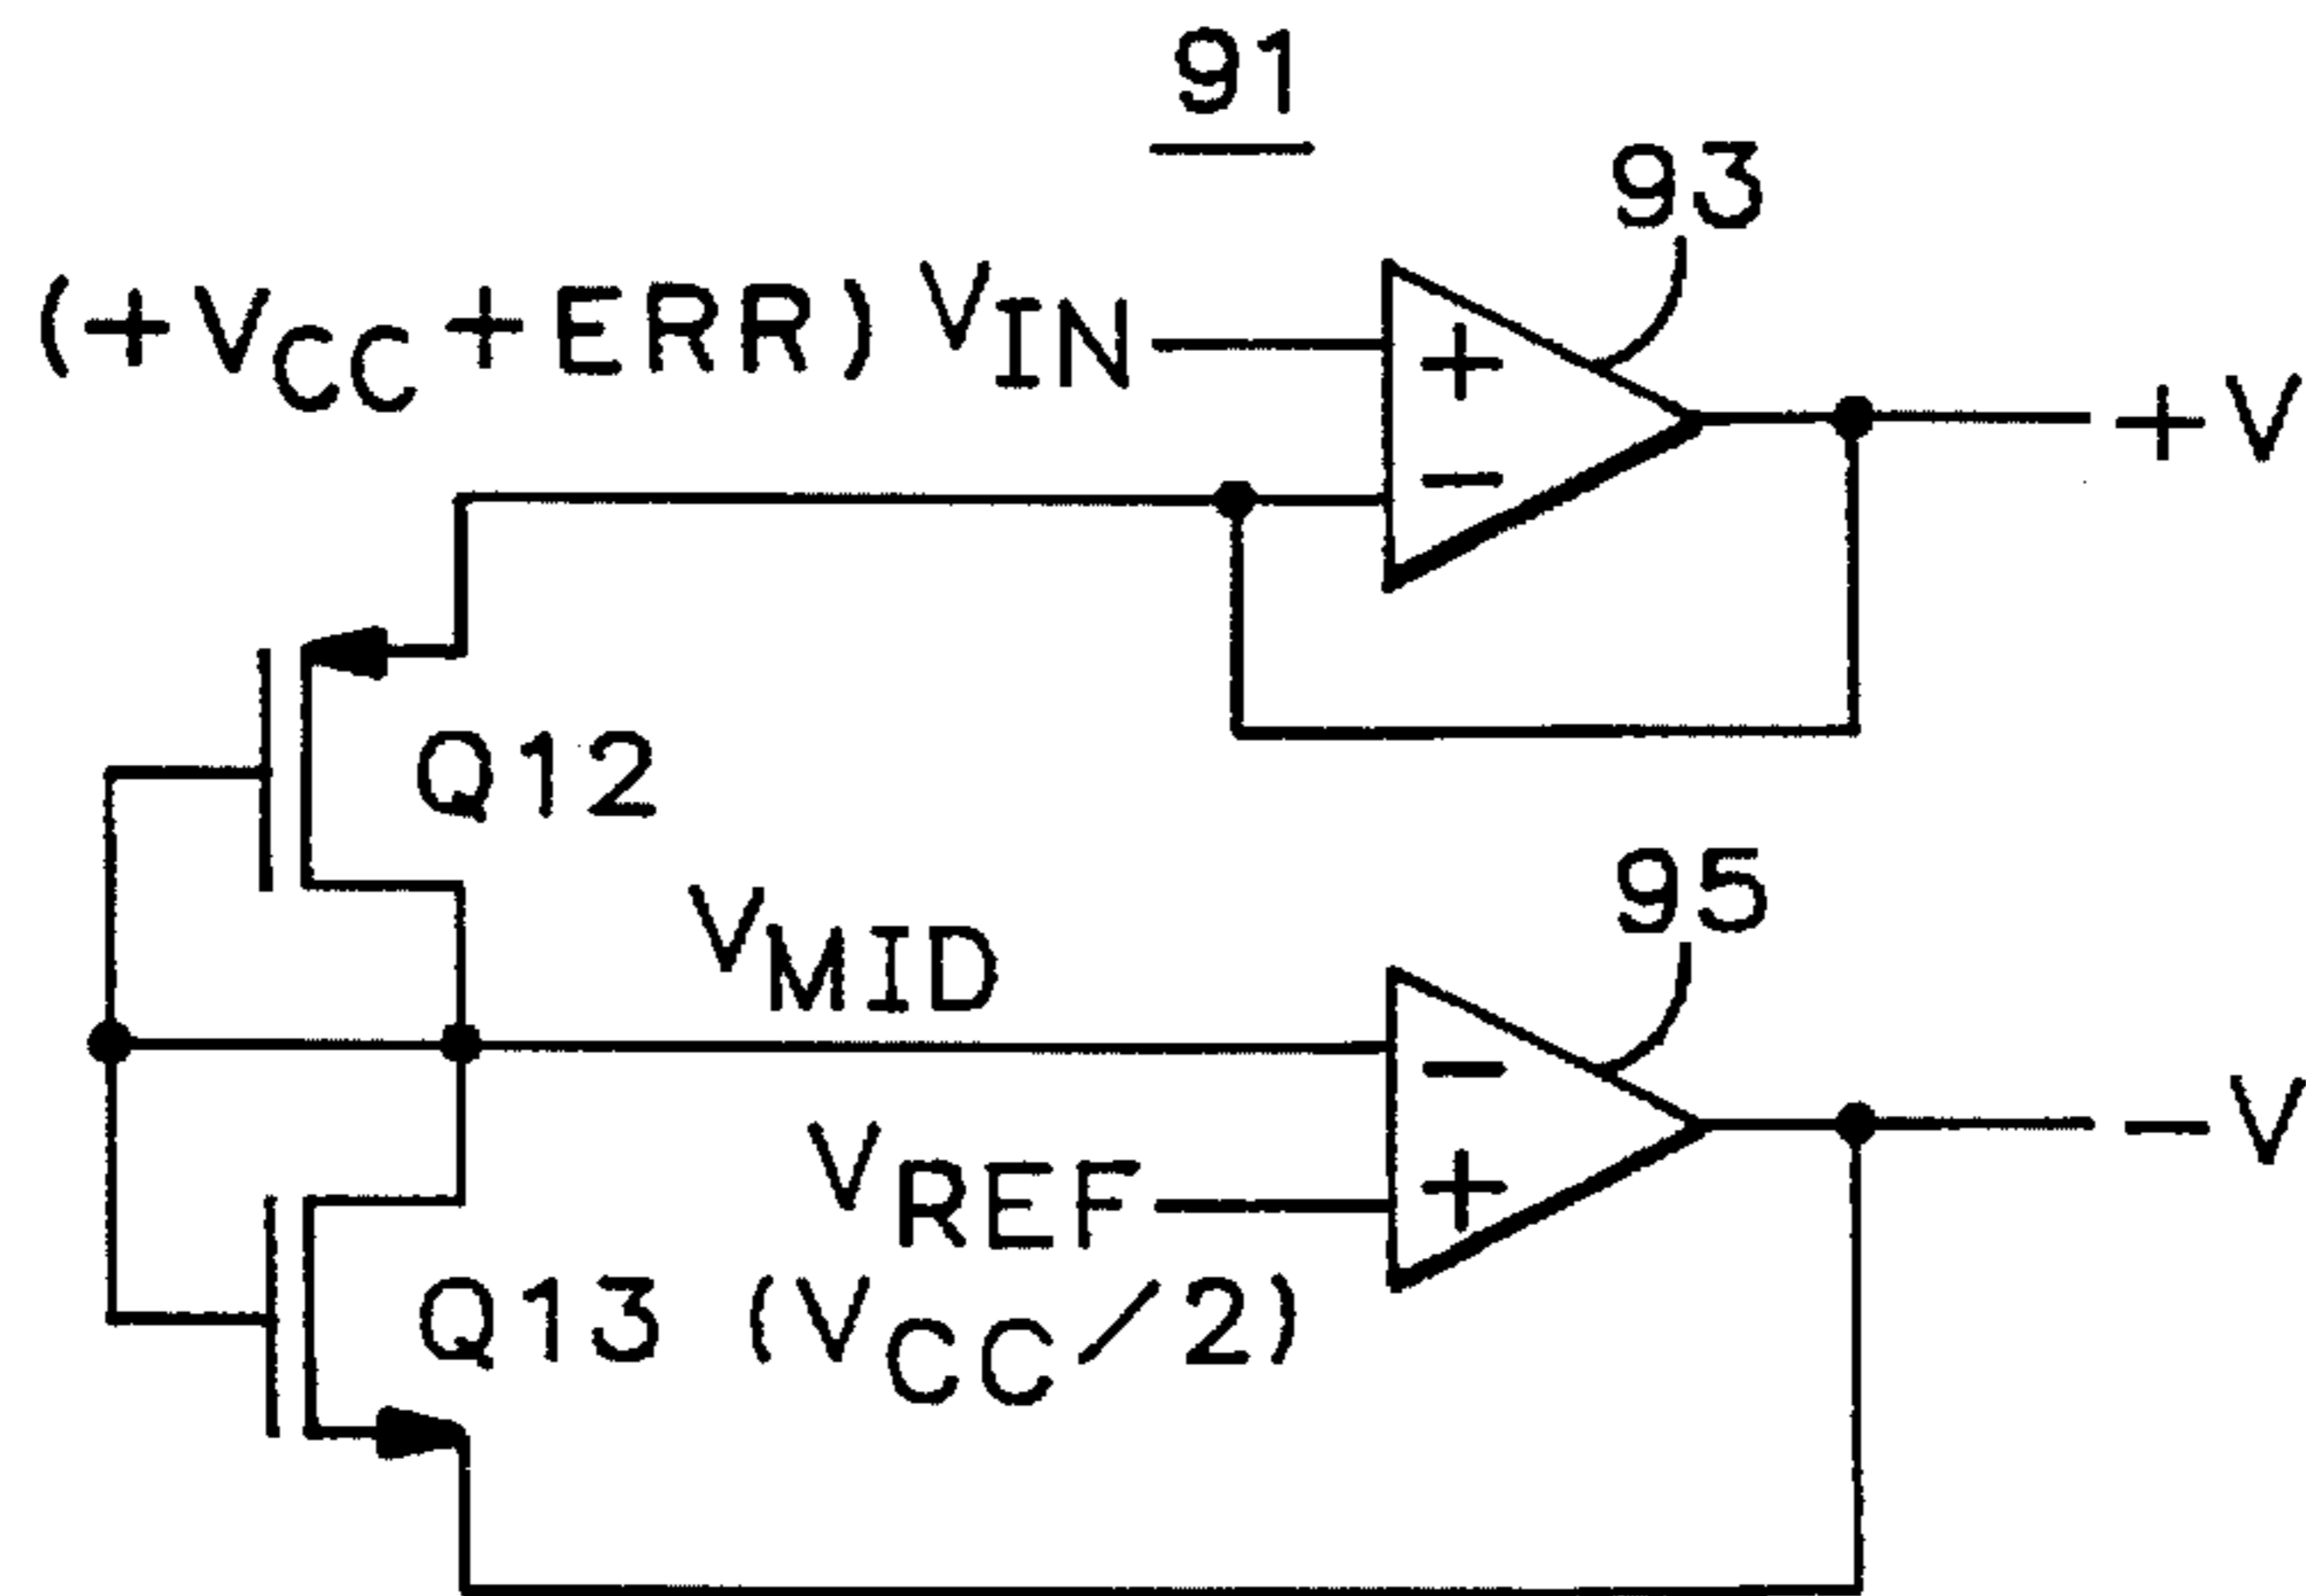 91
93
(+VCC+ERR) VIN
+
-
+V
Q12
VMID
95
-
+
-V
VREF
Q13
(VCC/2)